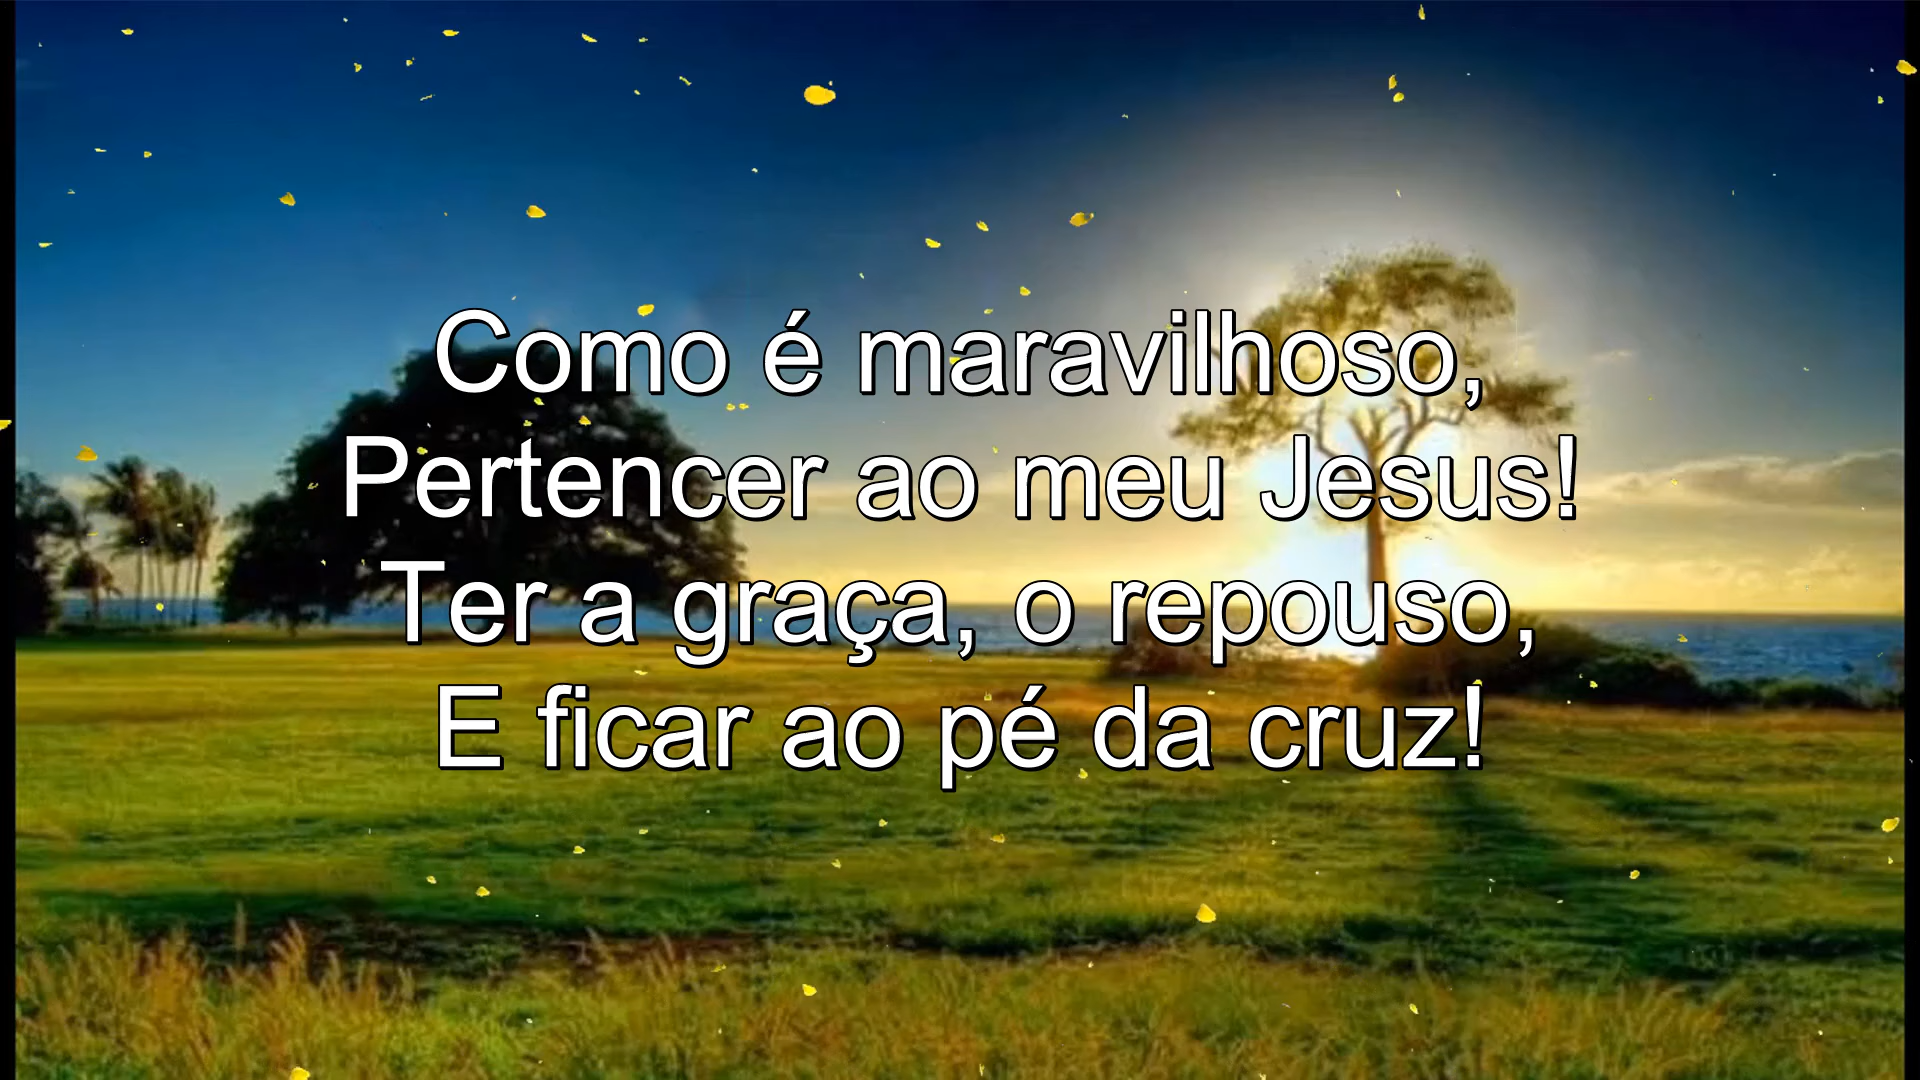 Como é maravilhoso,
Pertencer ao meu Jesus!
Ter a graça, o repouso,
E ficar ao pé da cruz!